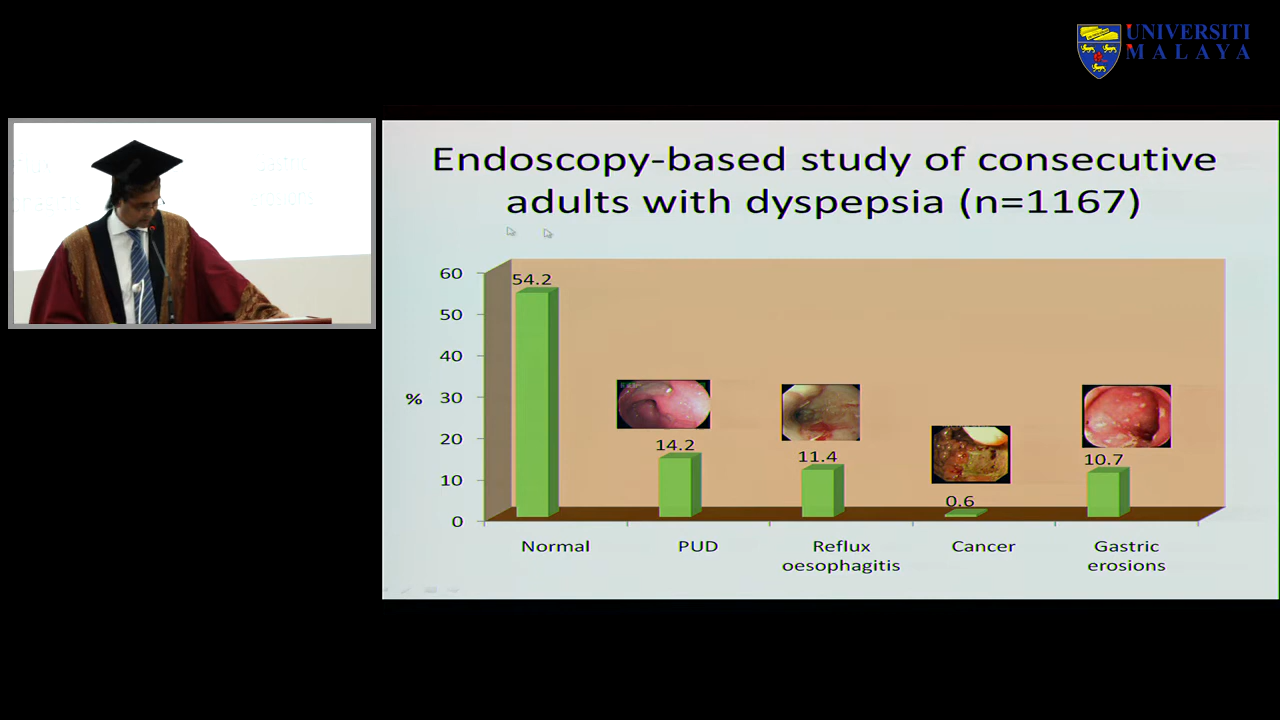 UNIVERSITI
MALAYA
Endoscopy-based study of consecutive
adults with dyspepsia (n=1167)
60
50
40
30
20
10
0
%
54.2
14.2
11.4
0.6
10.7
Normal
PUD
Reflux
oesophagitis
Cancer
Gastric
erosions